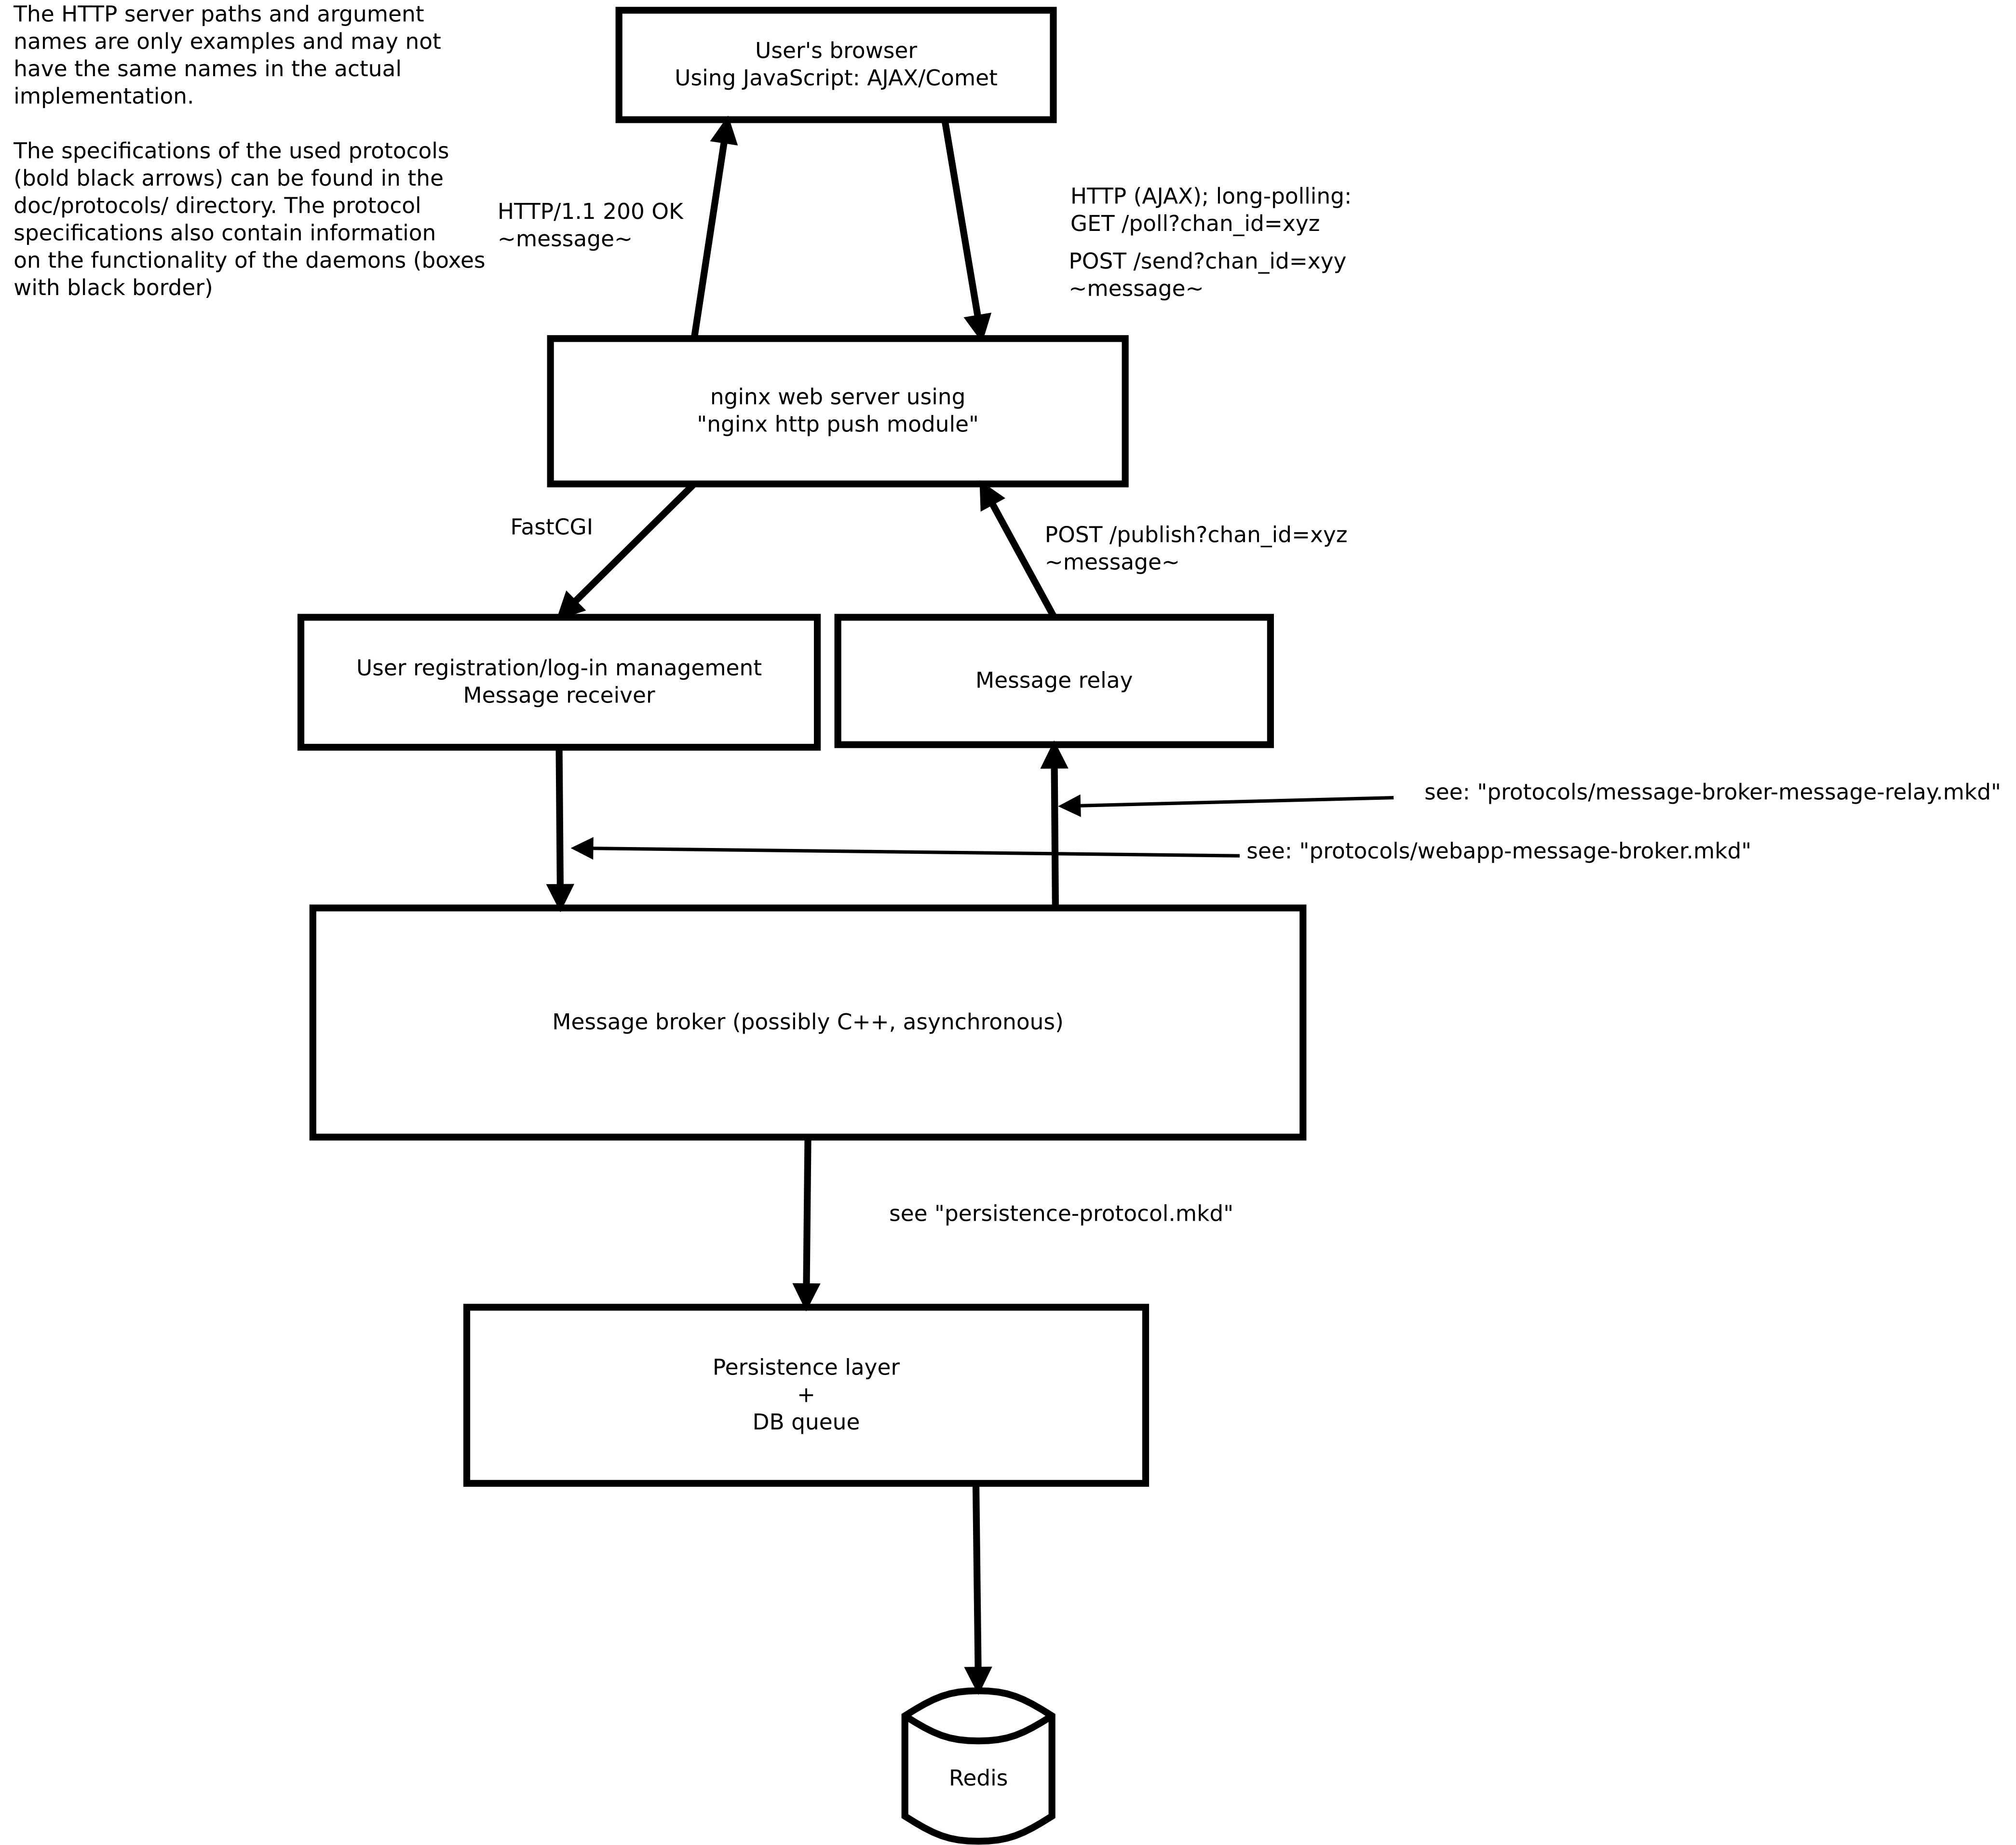 The HTTP server paths and argument
names are only examples and may not
have the same names in the actual
implementation.
The specifications of the used protocols
(bold black arrows) can be found in the
doc/protocols/ directory. The protocol
specifications also contain information
on the functionality of the daemons (boxes
with black border)
User's browser
Using JavaScript: AJAX/Comet
HTTP/1.1 200 OK
~message~
HTTP (AJAX); long-polling:
GET /poll?chan_id=xyz
POST /send?chan_id=xyy
~message~
nginx web server using
"nginx http push module"
FastCGI
POST /publish?chan_id=xyz
~message~
User registration/log-in management
Message receiver
Message relay
see: "protocols/message-broker-message-relay.mkd"
see: "protocols/webapp-message-broker.mkd"
Message broker (possibly C++, asynchronous)
see "persistence-protocol.mkd"
Persistence layer
+
DB queue
Redis